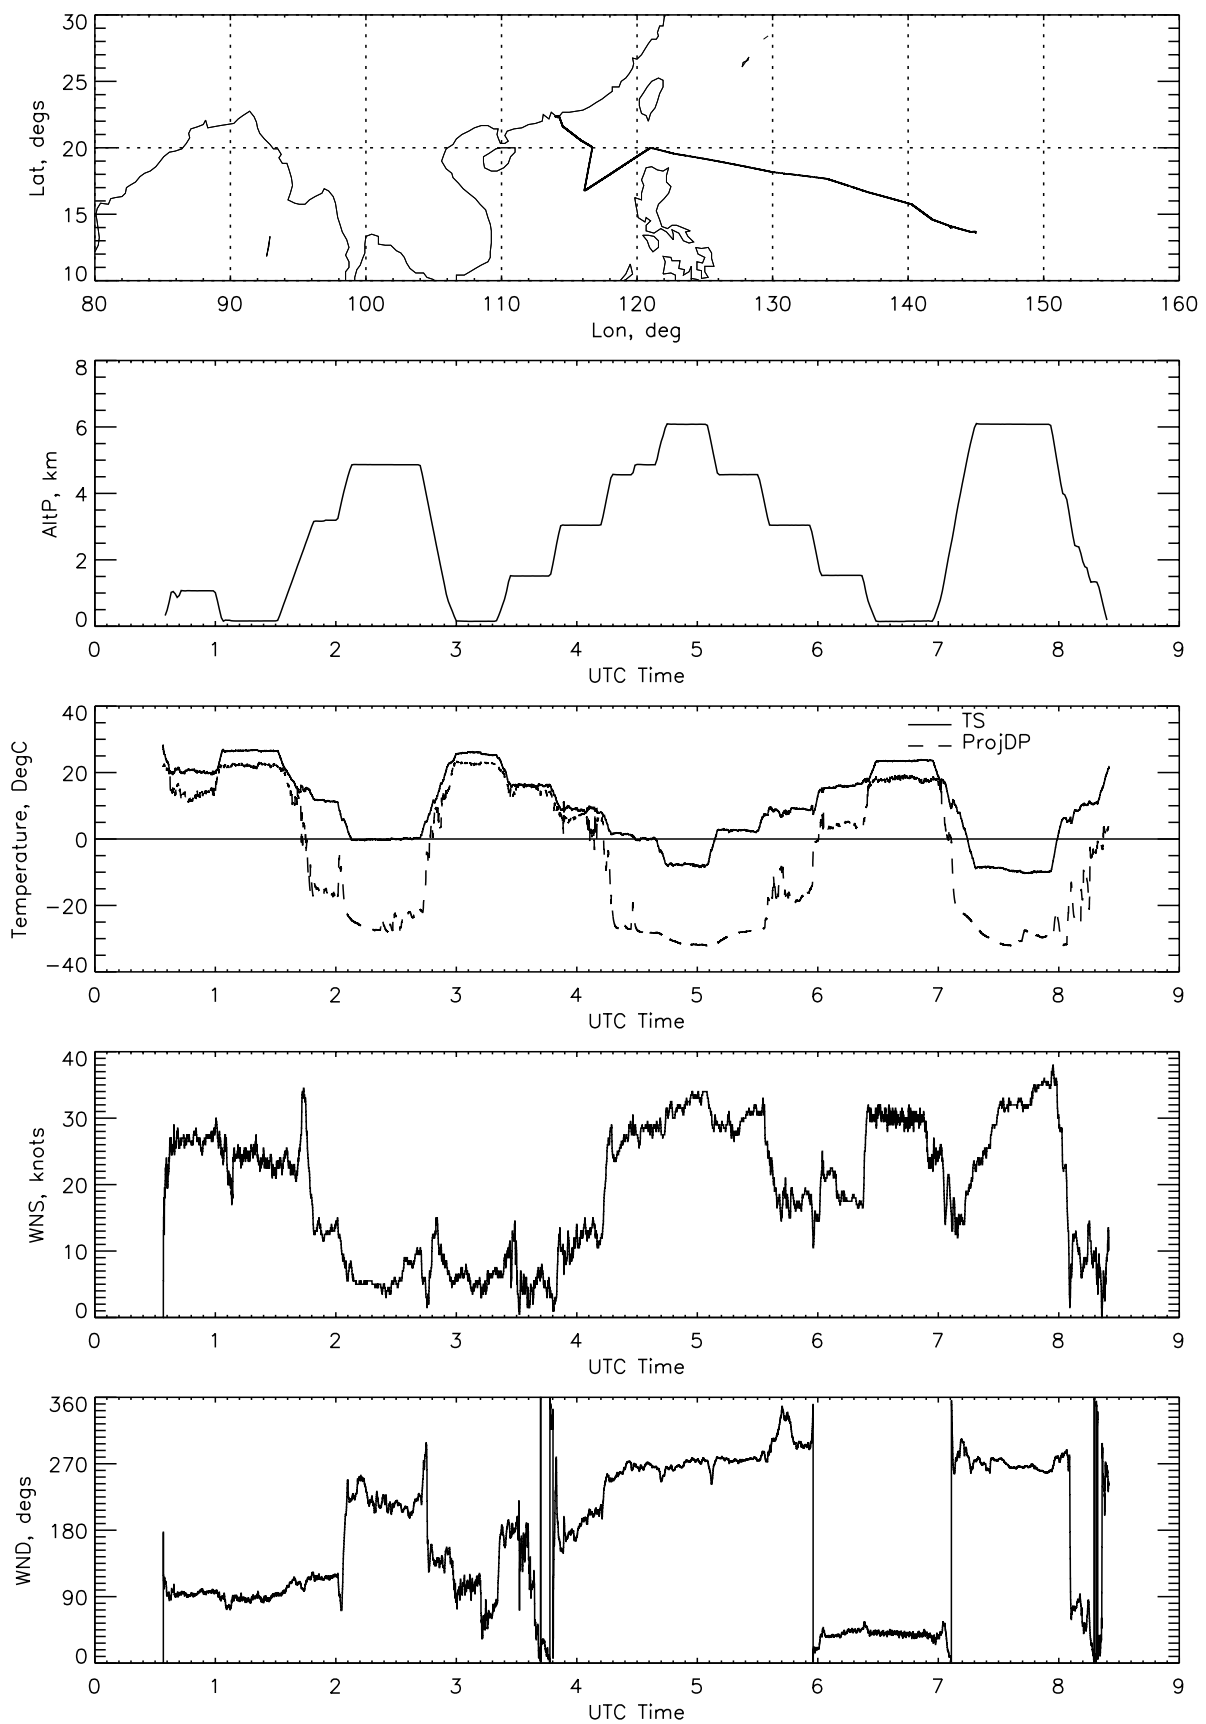 30
25
20
15
10
Lat, degs
80 90 100 110 120 130 140 150 160
Lon, deg
8
6
4
2
0
AltP, km
0 1 2 3 4 5 6 7 8 9
UTC Time
40
20
0
−20
−40
Temperature, DegC
TS
ProjDP
0 1 2 3 4 5 6 7 8 9
UTC Time
40
30
20
10
0
WNS, knots
0 1 2 3 4 5 6 7 8 9
UTC Time
360
270
180
90
0
WND, degs
0 1 2 3 4 5 6 7 8 9
UTC Time